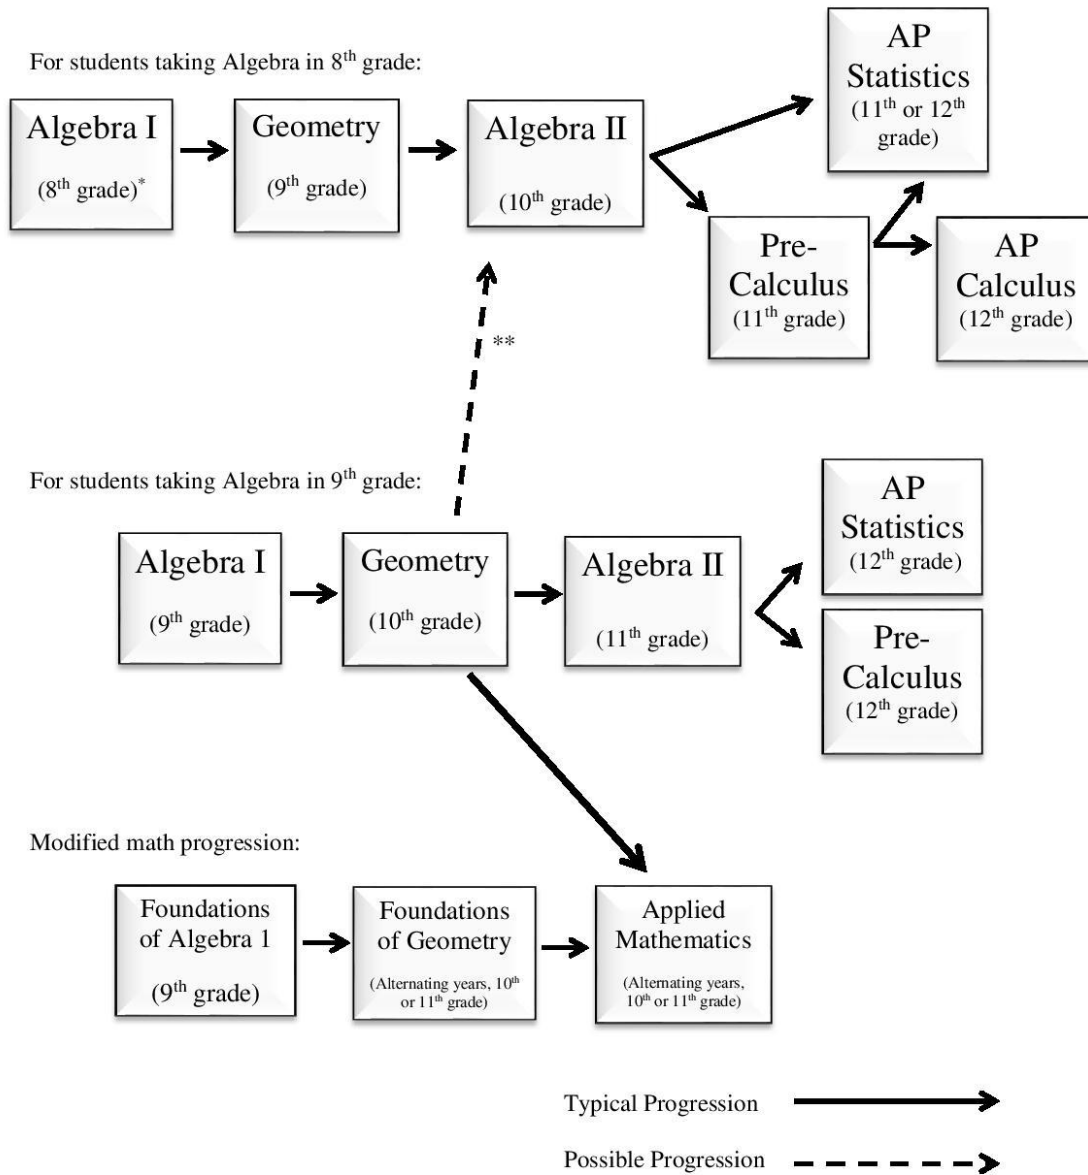 For students taking Algebra in 8th grade:
Algebra I
(8th grade)*
Geometry
(9th grade)
Algebra II
(10th grade)
AP
Statistics
(11th or 12th
grade)
Pre-
Calculus
(11th grade)
AP
Calculus
(12th grade)
**
For students taking Algebra in 9th grade:
Algebra I
(9th grade)
Geometry
(10th grade)
Algebra II
(11th grade)
AP
Statistics
(12th grade)
Pre-
Calculus
(12th grade)
Modified math progression:
Foundations
of Algebra 1
(9th grade)
Foundations
of Geometry
(Alternating years, 10th
or 11th grade)
Applied
Mathematics
(Alternating years,
10th or 11th grade)
Typical Progression
Possible Progression